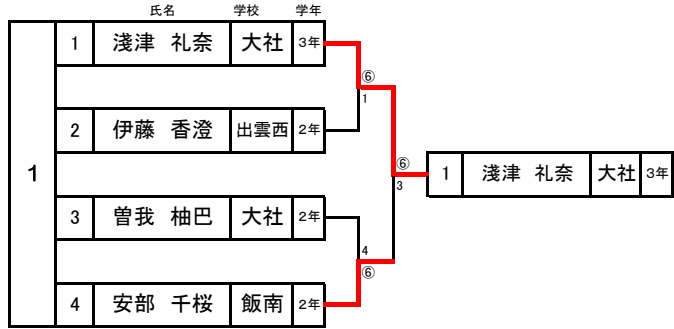 氏名 学校 学年
1 淺津 礼奈 大社 3年
⑥
1
2 伊藤 香澄 出雲西 2年
1
⑥
3
1 淺津 礼奈 大社 3年
3 曽我 柚巴 大社 2年
4
⑥
4 安部 千桜 飯南 2年